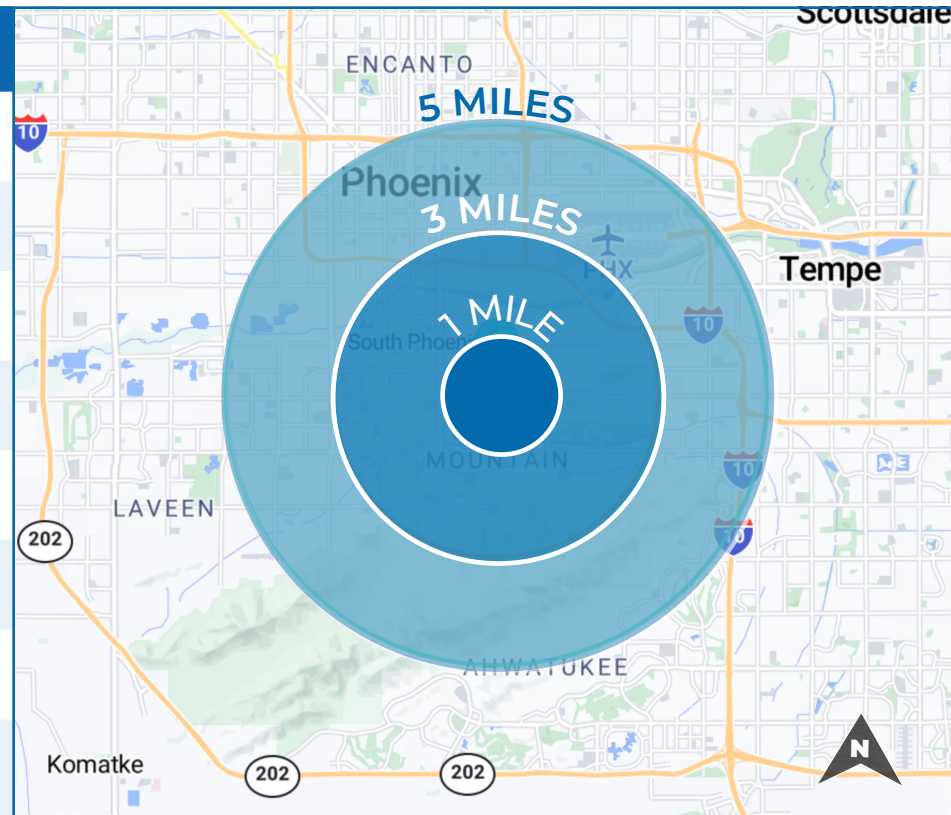 Scottsdale
ENCANTO
5 MILES
10
Phoenix
3 MILES
PHX
Tempe
1 MILE
10
South Phoenix
MOUNTAIN
10
LAVEEN
202
10
AHWATUKEE
N
Komatke
202
202